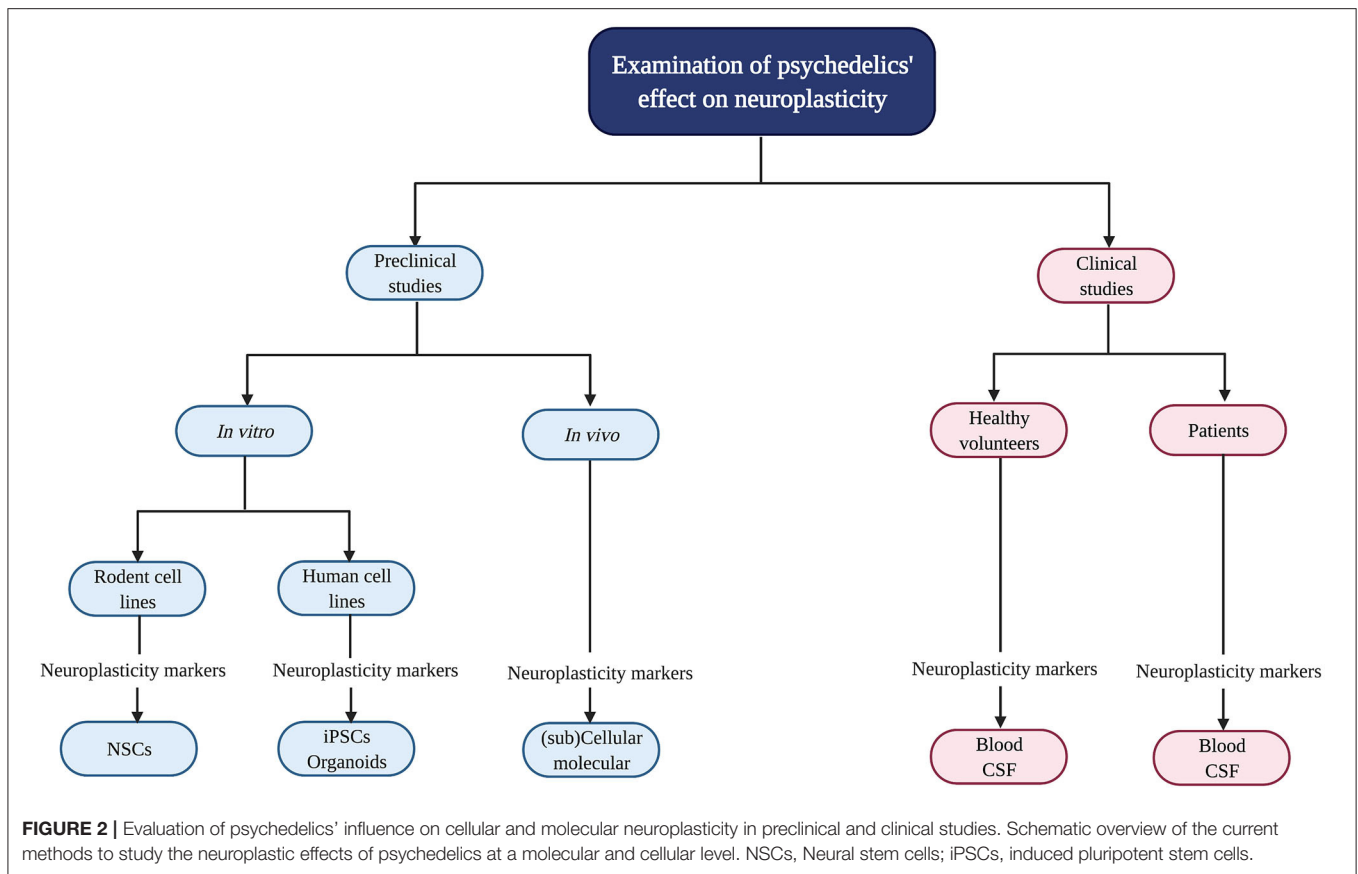 Examination of psychedelics'
effect on neuroplasticity
Preclinical
studies
Clinical
studies
In vitro
In vivo
Healthy
volunteers
Patients
Rodent cell
lines
Human cell
lines
Neuroplasticity markers
Neuroplasticity markers
Neuroplasticity markers
Neuroplasticity markers
Neuroplasticity markers
NSCs
iPSCs
Organoids
(sub)Cellular
molecular
Blood
CSF
Blood
CSF
FIGURE 2 | Evaluation of psychedelics' influence on cellular and molecular neuroplasticity in preclinical and clinical studies. Schematic overview of the current
methods to study the neuroplastic effects of psychedelics at a molecular and cellular level. NSCs, Neural stem cells; iPSCs, induced pluripotent stem cells.